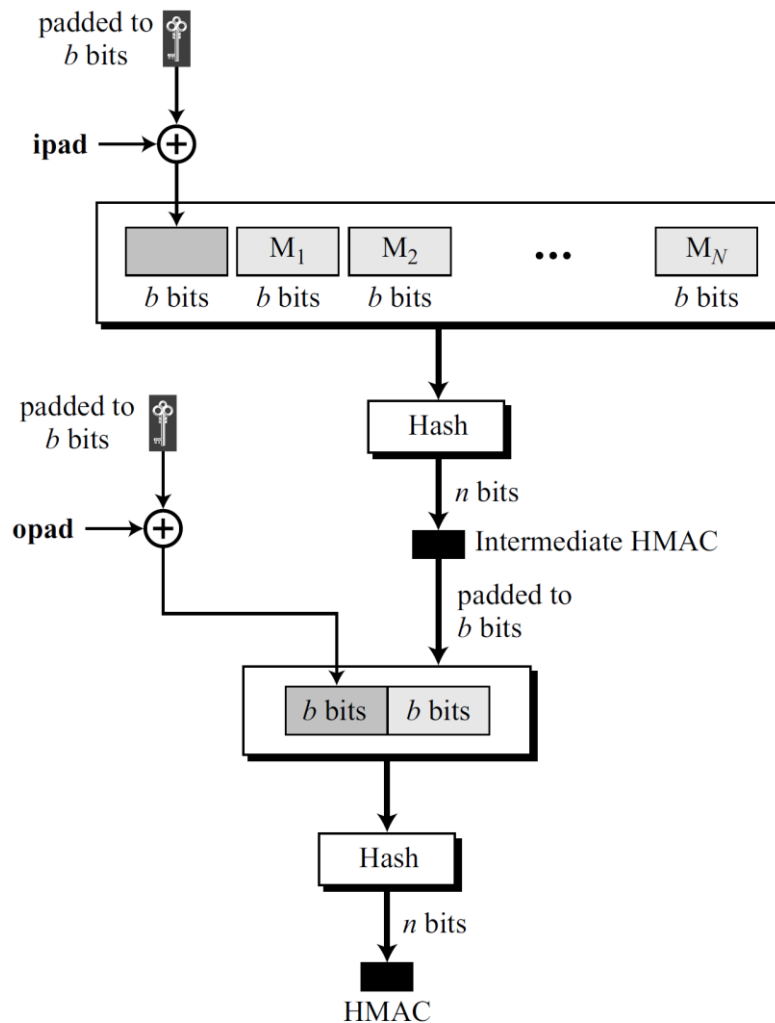 padded to
b bits
ipad
M₁ M₂ ••• M_N
b bits b bits b bits b bits
Hash
n bits
padded to
b bits
opad
Intermediate HMAC
padded to
b bits
b bits b bits
Hash
n bits
HMAC